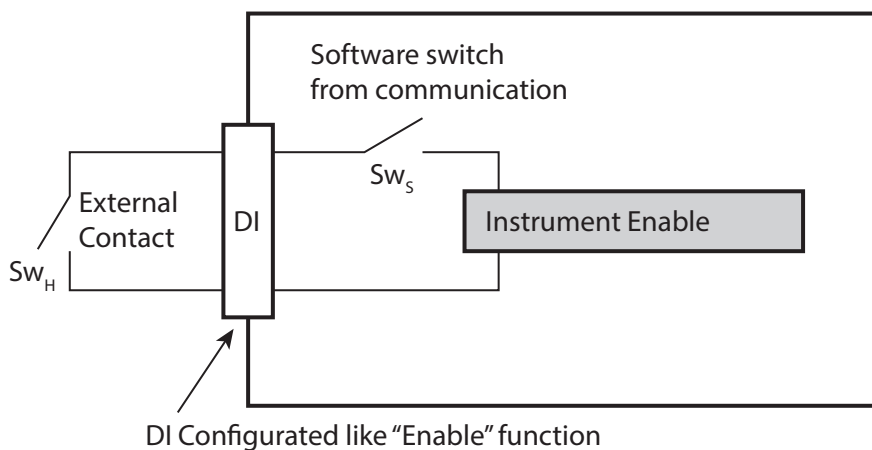 Software switch
from communication
Sw_S
External
Contact
DI
Instrument Enable
Sw_H
DI Configurated like “Enable” function